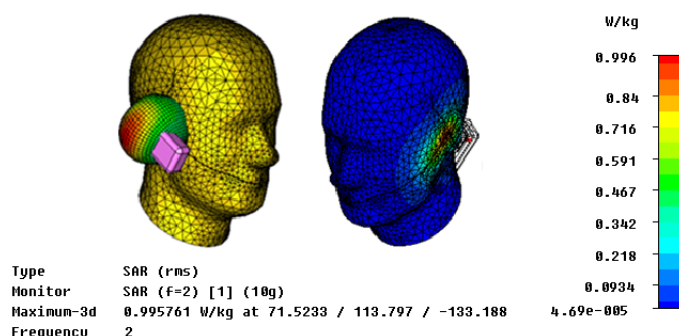 W/kg
0.996
0.84
0.716
0.591
0.467
0.342
0.218
0.0934
4.69e-005
Type SAR (rms)
Monitor SAR (f=2) [1] (10g)
Maximum-3d 0.995761 W/kg at 71.5233 / 113.797 / -133.188
Frequency 2